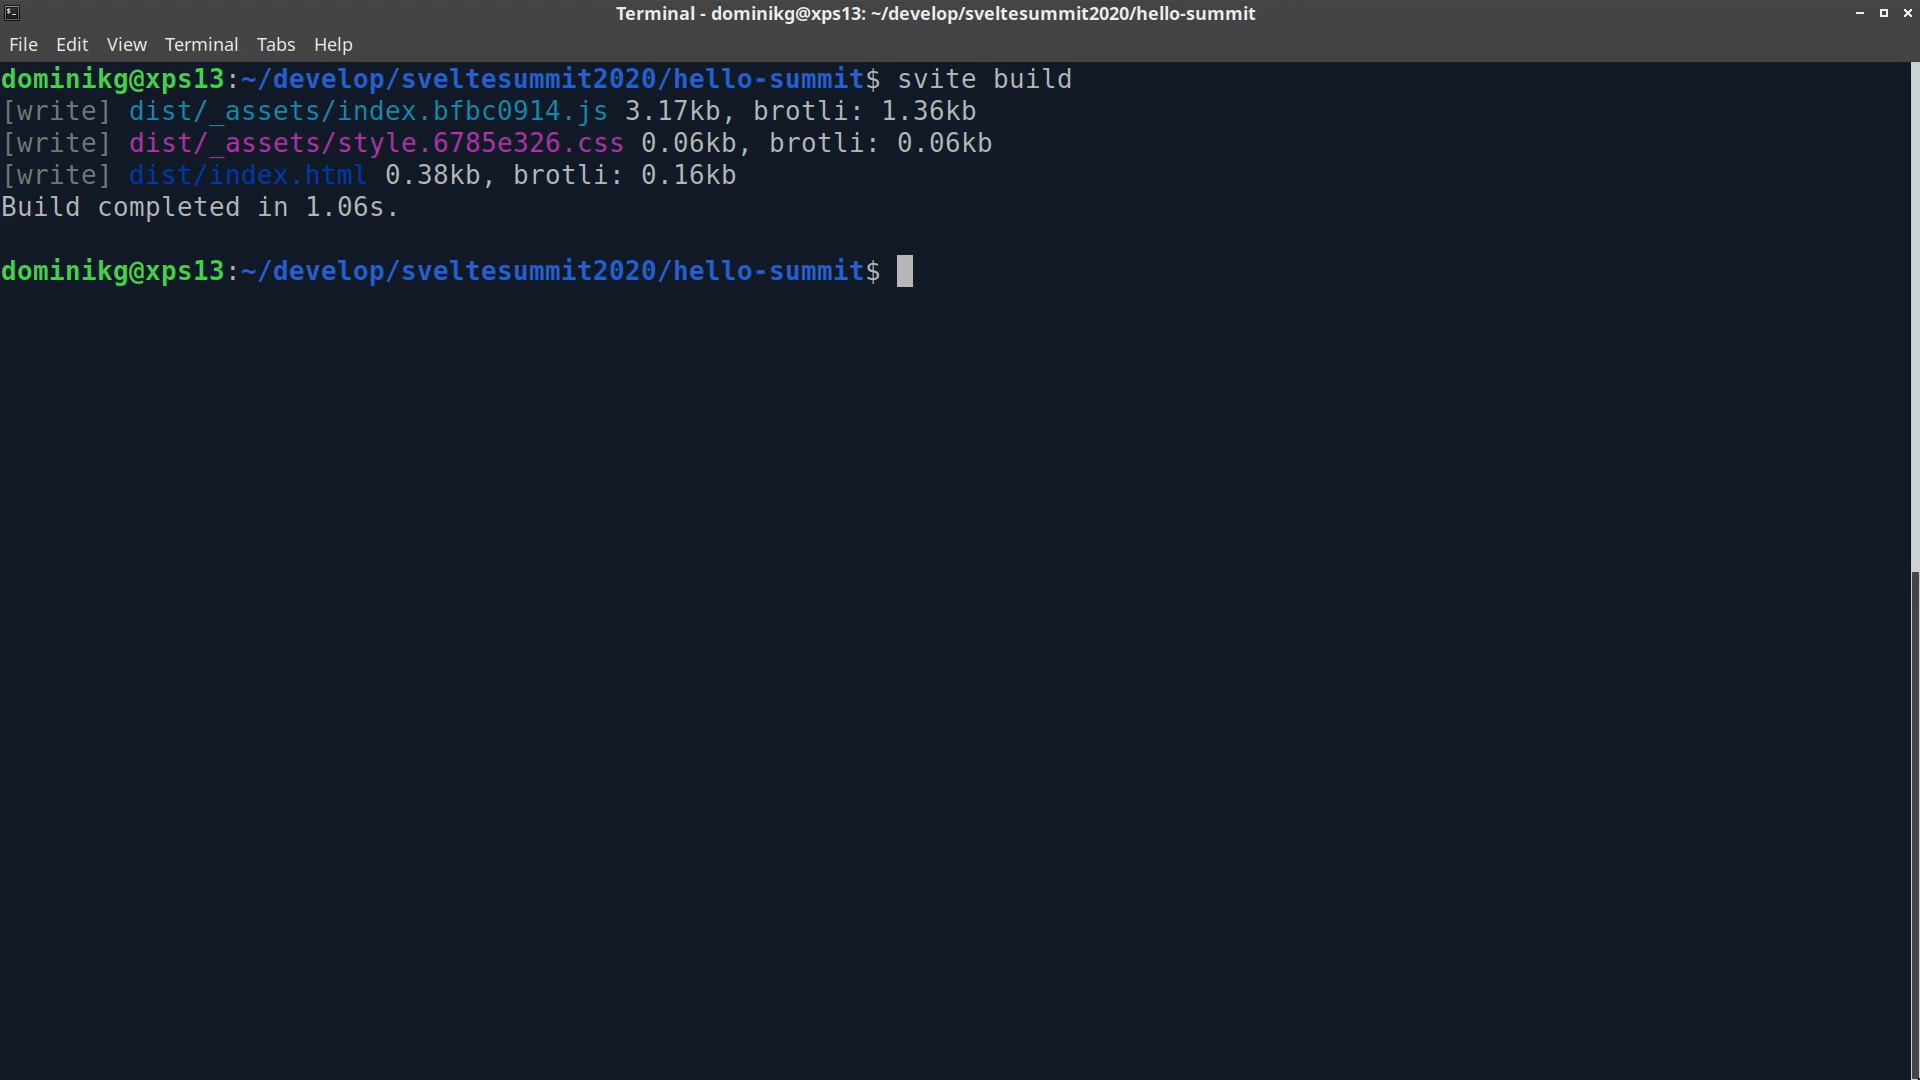 Terminal - dominikg@xps13: ~/develop/sveltesummit2020/hello-summit
File Edit View Terminal Tabs Help
dominikg@xps13:~/develop/sveltesummit2020/hello-summit$ svite build
[write] dist/_assets/index.bfbc0914.js 3.17kb, brotli: 1.36kb
[write] dist/_assets/style.6785e326.css 0.06kb, brotli: 0.06kb
[write] dist/index.html 0.38kb, brotli: 0.16kb
Build completed in 1.06s.
dominikg@xps13:~/develop/sveltesummit2020/hello-summit$